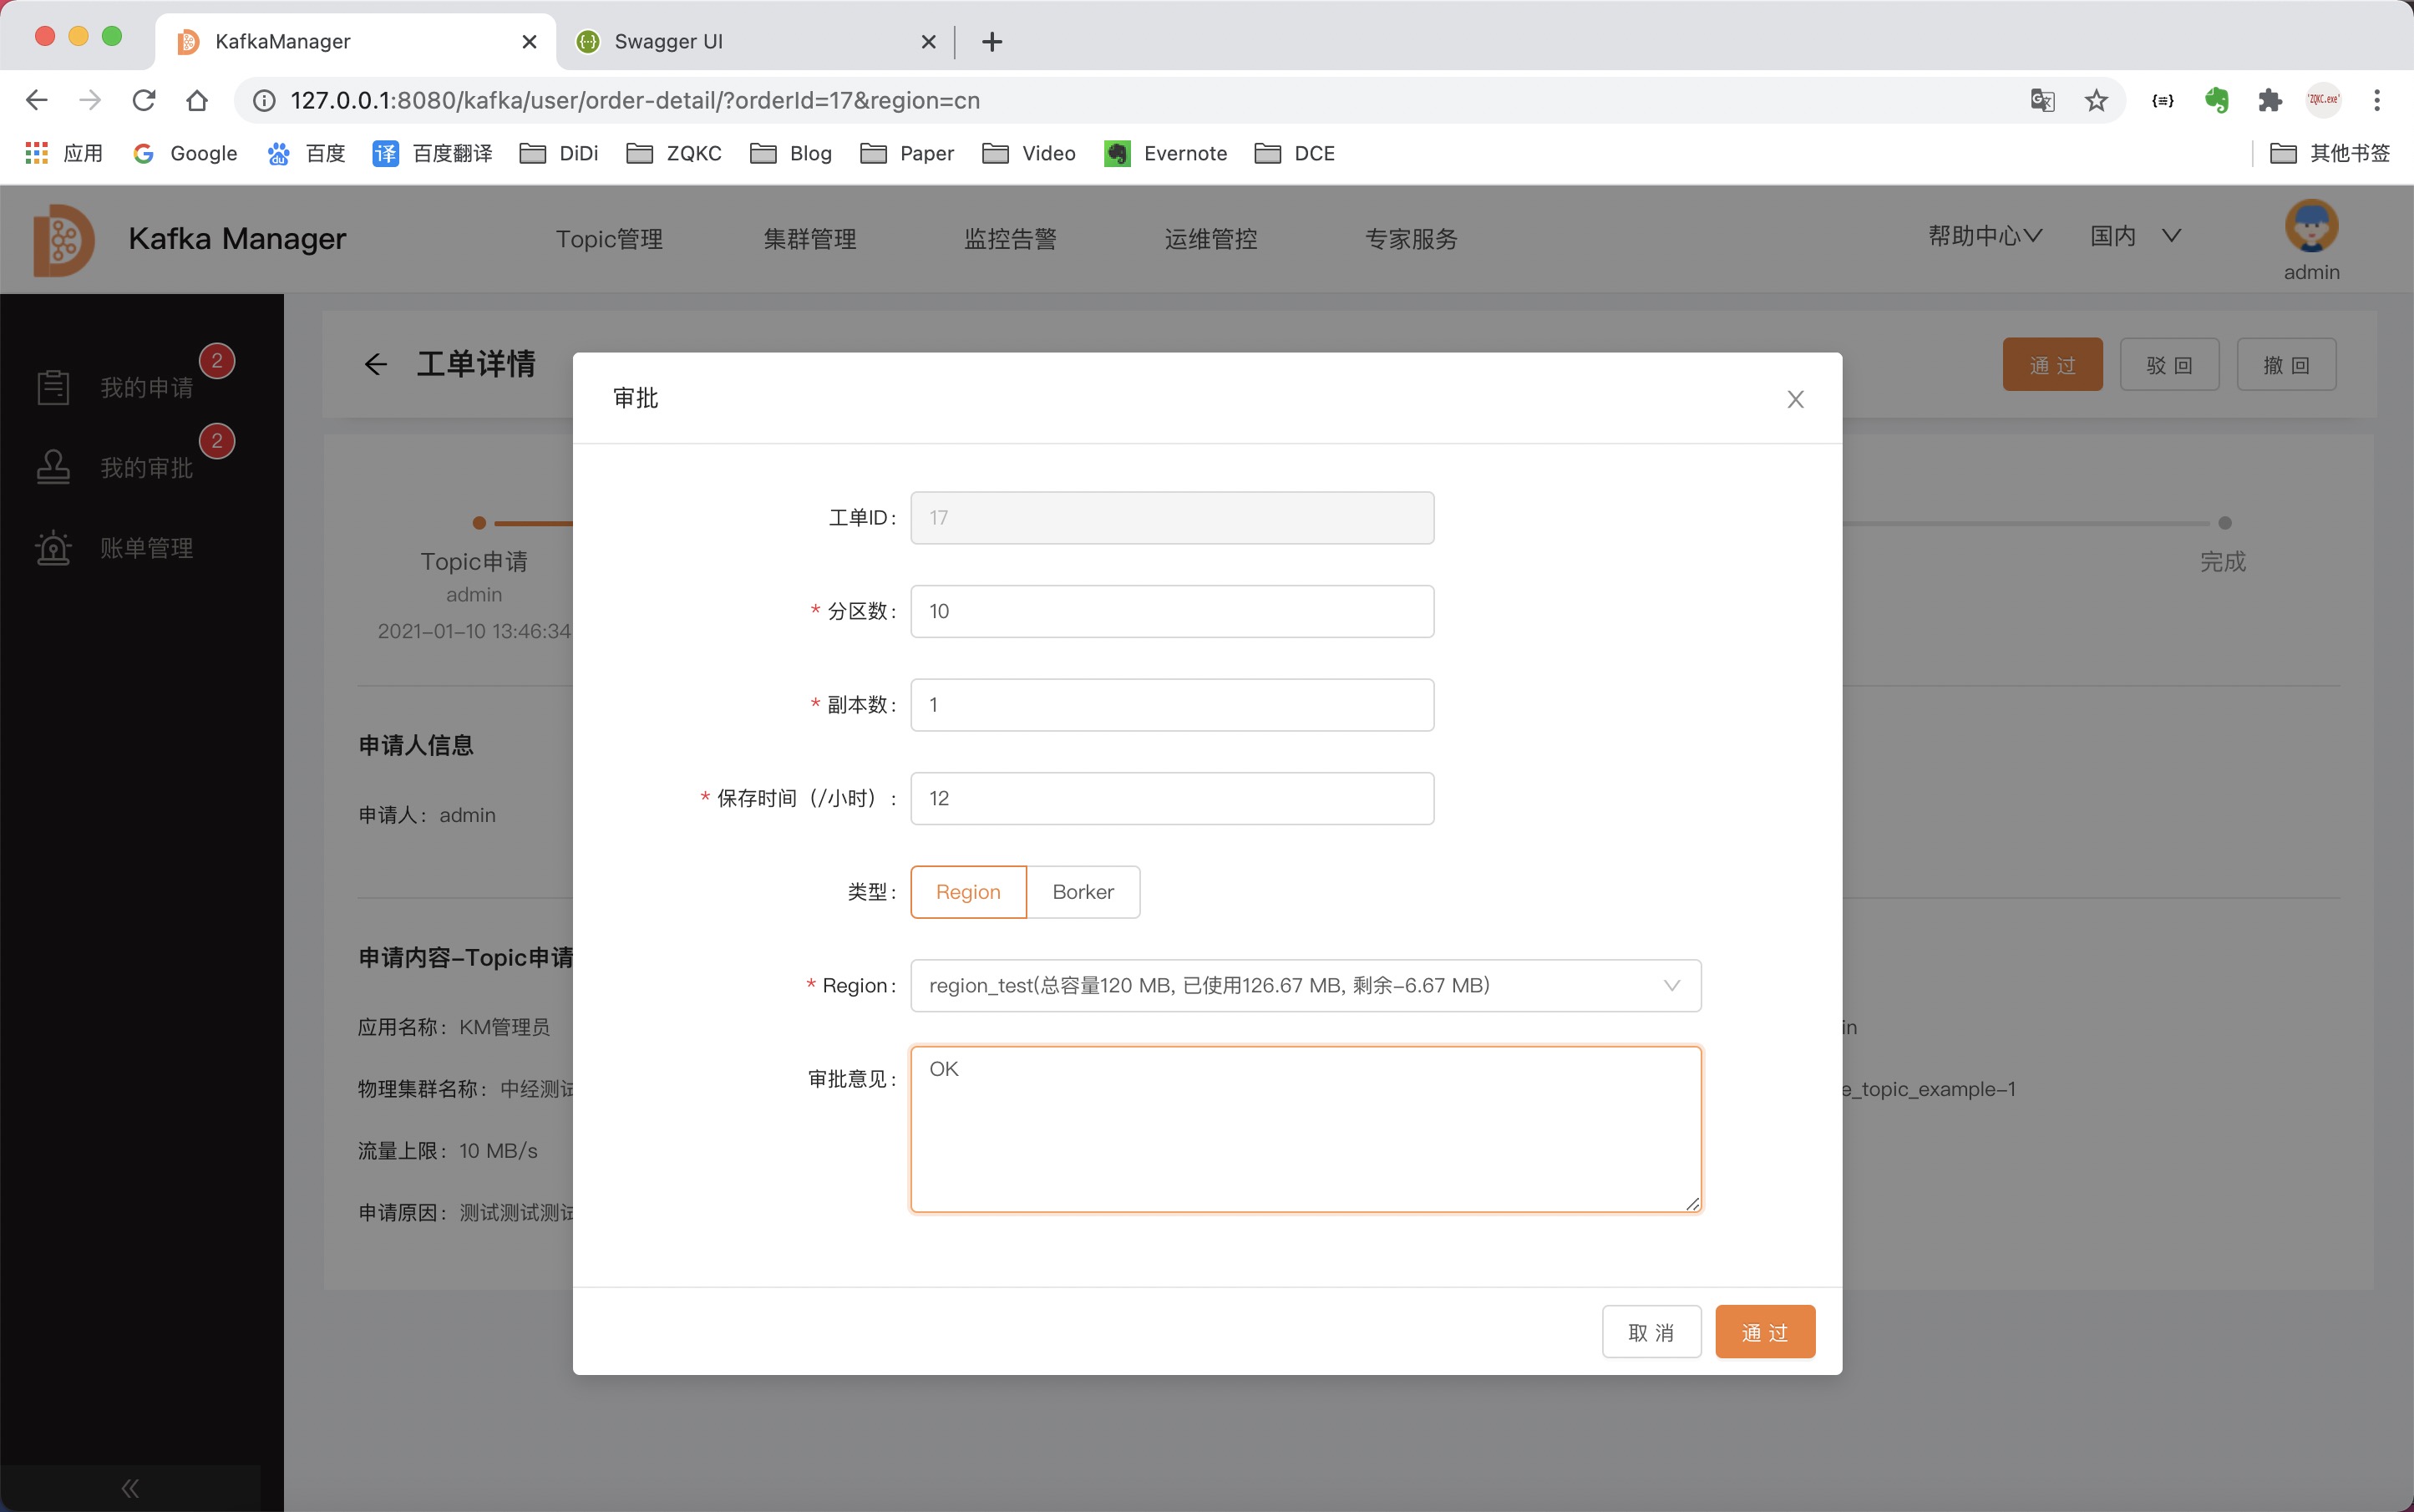 KafkaManager
Swagger UI
127.0.0.1:8080/kafka/user/order-detail/?orderId=17&region=cn
'ZQKC.exe'
应用
Google
百度
译 百度翻译
DiDi
ZQKC
Blog
Paper
Video
Evernote
DCE
其他书签
Kafka Manager
Topic管理
集群管理
监控告警
运维管控
专家服务
帮助中心
国内
admin
我的申请
2
我的审批
2
账单管理
工单详情
通 过
驳 回
撤 回
Topic申请
admin
2021-01-10 13:46:34
完成
申请人信息
申请人： admin
申请内容-Topic申请
应用名称： KM管理员
物理集群名称： 中经测试
流量上限： 10 MB/s
申请原因： 测试测试测试
in
e_topic_example-1
审批
工单ID： 17
* 分区数： 10
* 副本数： 1
* 保存时间（/小时）： 12
类型： Region Borker
* Region： region_test(总容量120 MB, 已使用126.67 MB, 剩余-6.67 MB)
审批意见： OK
取 消
通 过